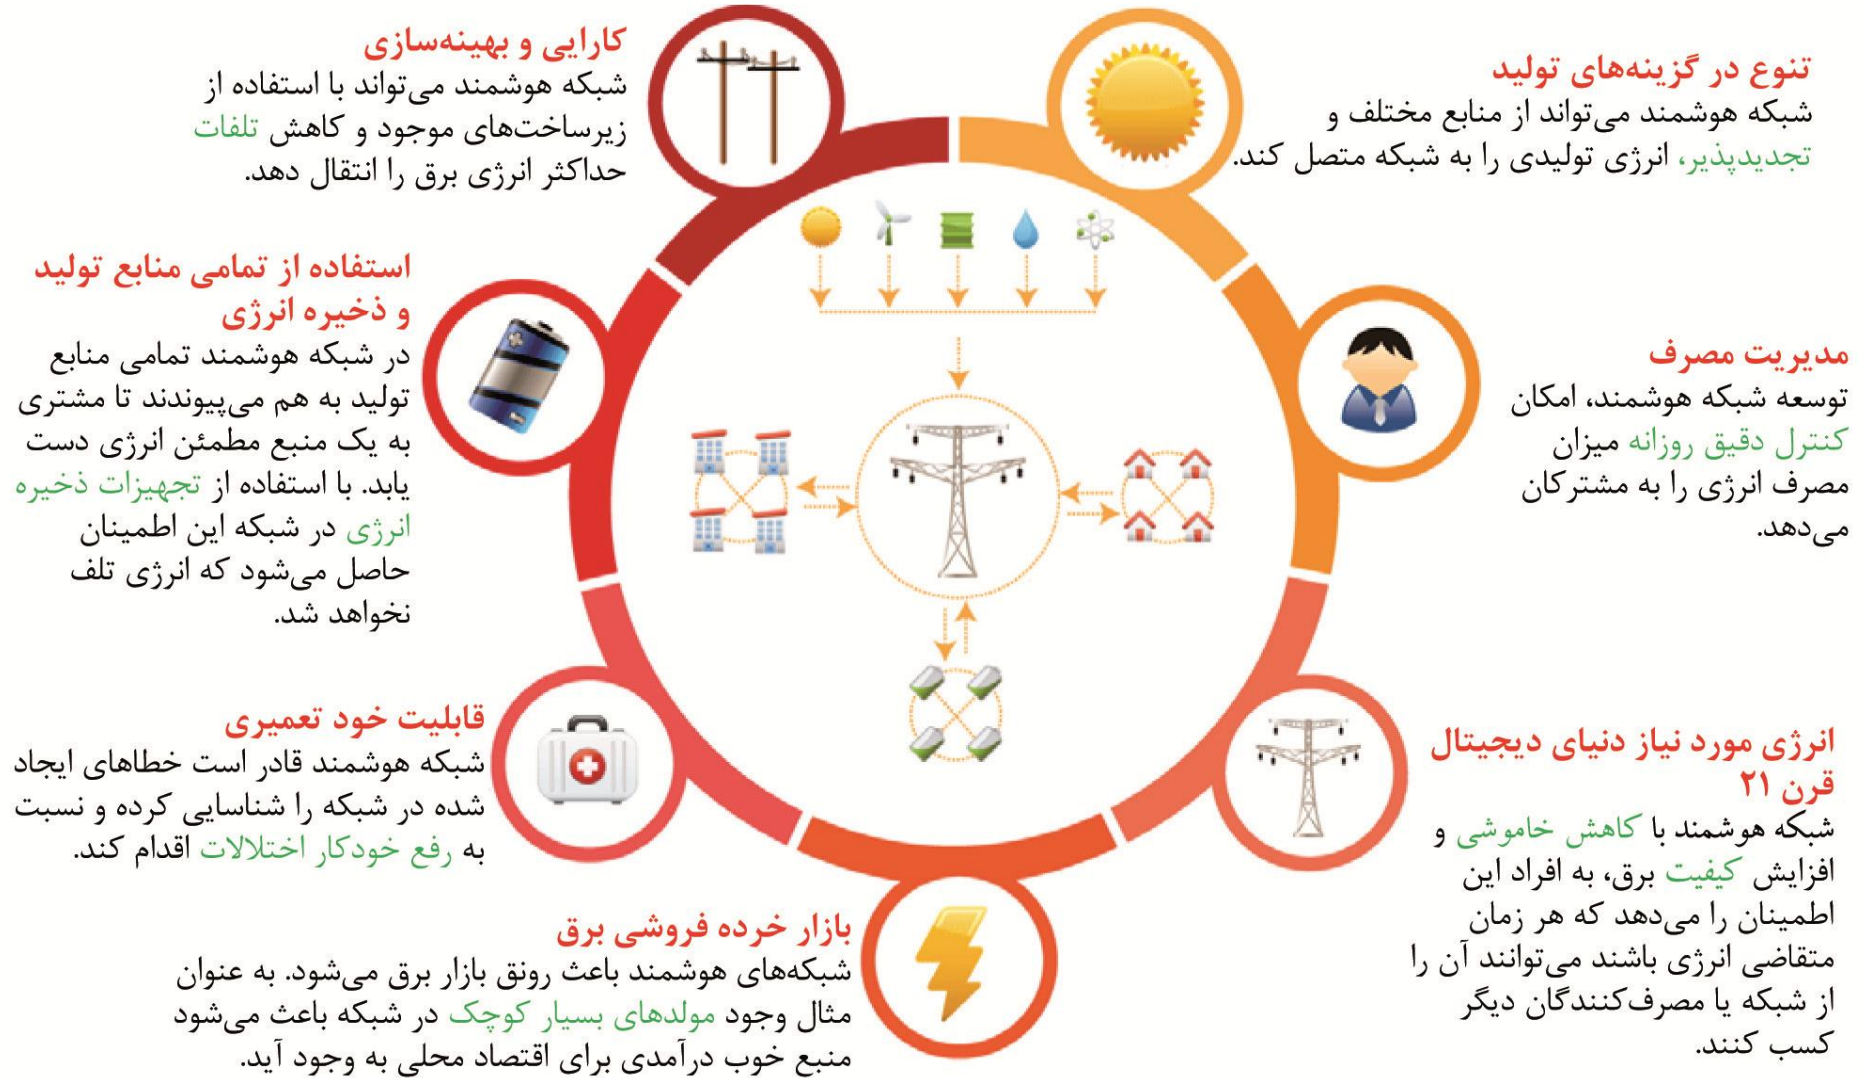 تنوع در گزینه‌های تولید
شبکه هوشمند می‌تواند از منابع مختلف و
تجدیدپذیر، انرژی تولیدی را به شبکه متصل کند.
مدیریت مصرف
توسعه شبکه هوشمند، امکان
کنترل دقیق روزانه میزان
مصرف انرژی را به مشترکان
می‌دهد.
انرژی مورد نیاز دنیای دیجیتال
قرن ۲۱
شبکه هوشمند با کاهش خاموشی و
افزایش کیفیت برق، به افراد این
اطمینان را می‌دهد که هر زمان
متقاضی انرژی باشند می‌توانند آن را
از شبکه یا مصرف‌کنندگان دیگر
کسب کنند.
بازار خرده فروشی برق
شبکه‌های هوشمند باعث رونق بازار برق می‌شود. به عنوان
مثال وجود مولدهای بسیار کوچک در شبکه باعث می‌شود
منبع خوب درآمدی برای اقتصاد محلی به وجود آید.
قابلیت خود تعمیری
شبکه هوشمند قادر است خطاهای ایجاد
شده در شبکه را شناسایی کرده و نسبت
به رفع خودکار اختلالات اقدام کند.
استفاده از تمامی منابع تولید
و ذخیره انرژی
در شبکه هوشمند تمامی منابع
تولید به هم می‌پیوندند تا مشتری
به یک منبع مطمئن انرژی دست
یابد. با استفاده از تجهیزات ذخیره
انرژی در شبکه این اطمینان
حاصل می‌شود که انرژی تلف
نخواهد شد.
کارایی و بهینه‌سازی
شبکه هوشمند می‌تواند با استفاده از
زیرساخت‌های موجود و کاهش تلفات
حداکثر انرژی برق را انتقال دهد.